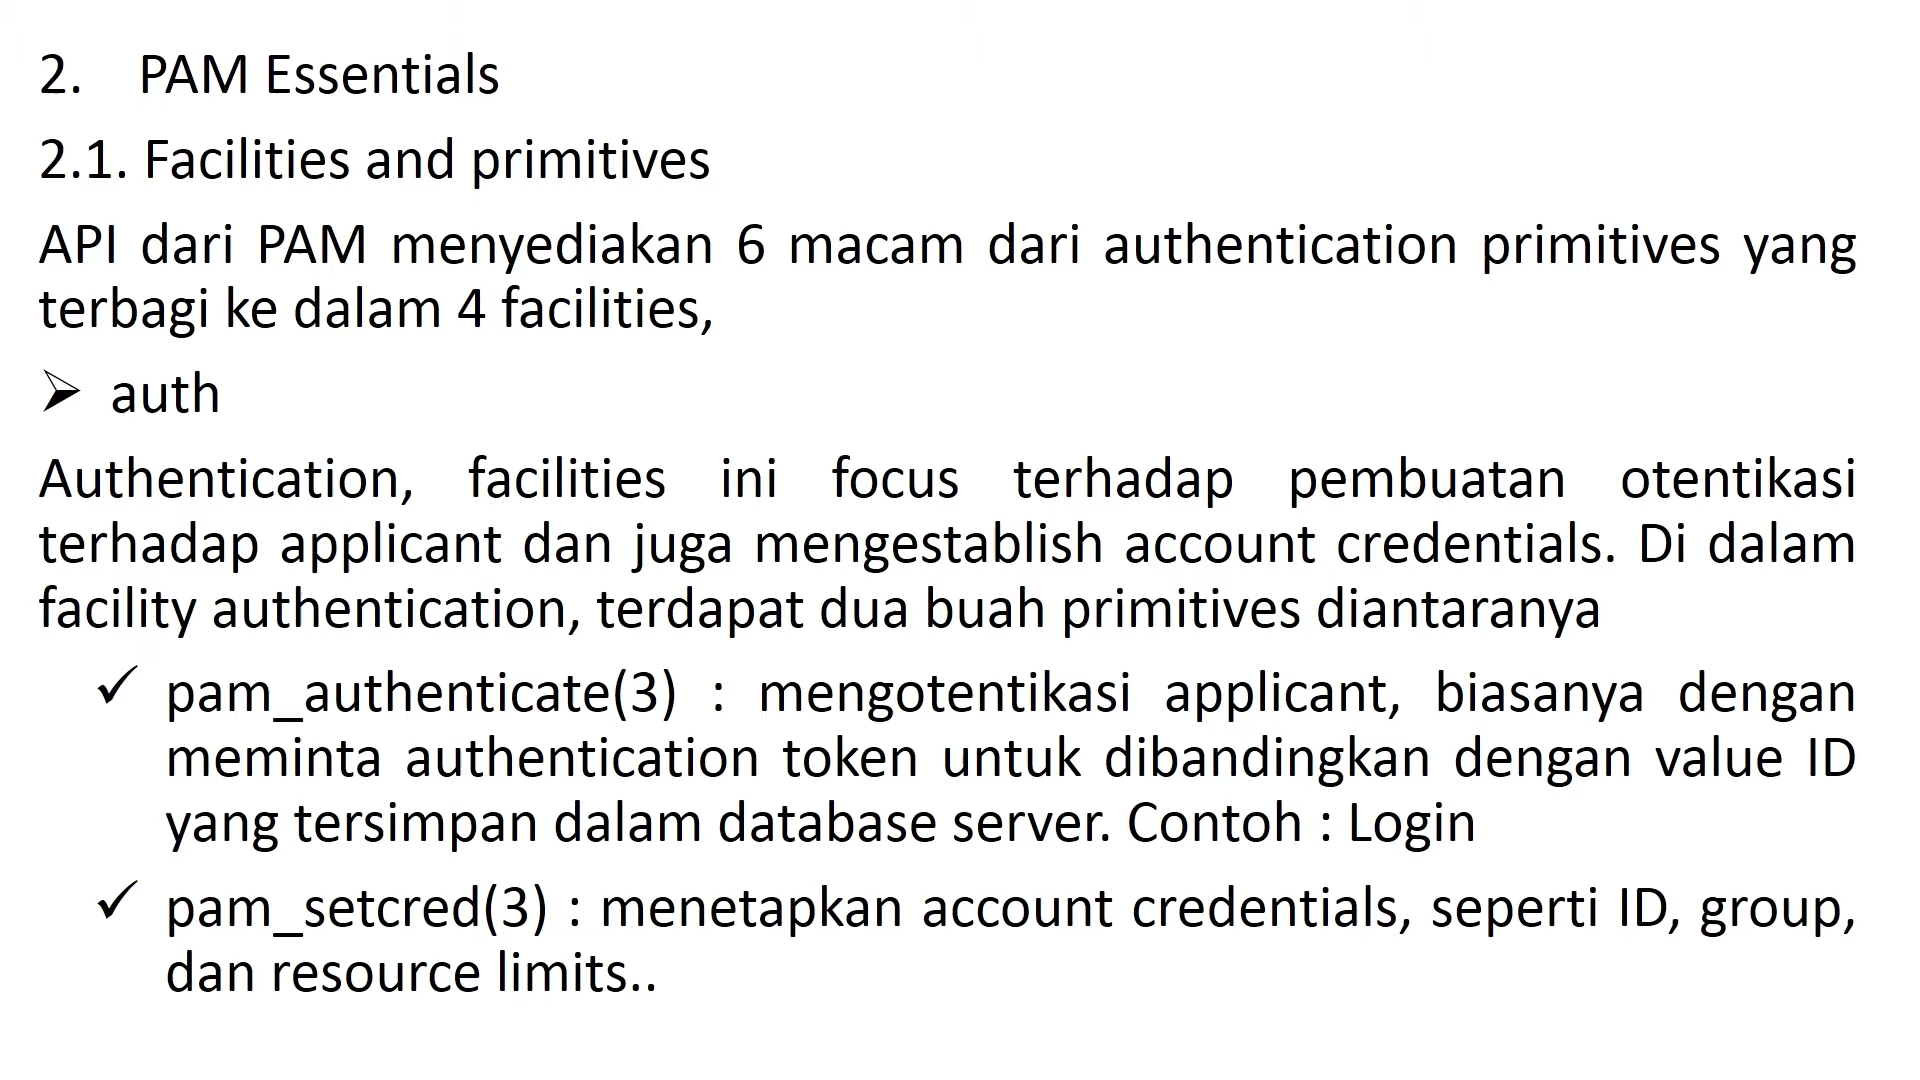 2. PAM Essentials
2.1. Facilities and primitives
API dari PAM menyediakan 6 macam dari authentication primitives yang
terbagi ke dalam 4 facilities,
➢ auth
Authentication, facilities ini focus terhadap pembuatan otentikasi
terhadap applicant dan juga mengestablish account credentials. Di dalam
facility authentication, terdapat dua buah primitives diantaranya
✓ pam_authenticate(3) : mengotentikasi applicant, biasanya dengan
meminta authentication token untuk dibandingkan dengan value ID
yang tersimpan dalam database server. Contoh : Login
✓ pam_setcred(3) : menetapkan account credentials, seperti ID, group,
dan resource limits..